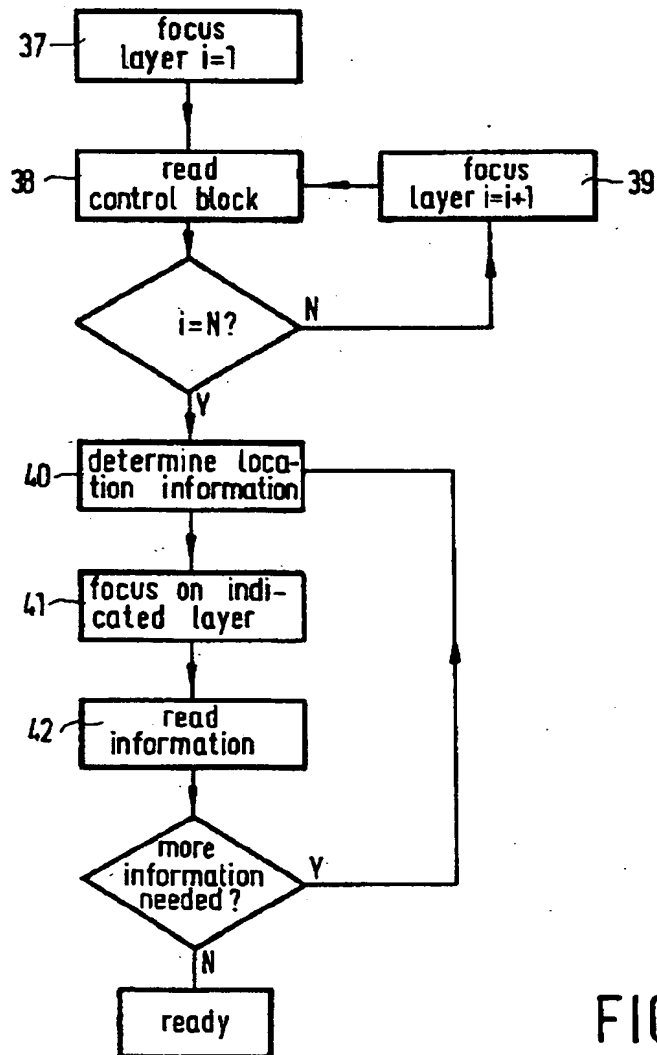 37
focus
layer i=1
38
read
control block
focus
layer i=i+1
39
i=N?
N
Y
40
determine loca-
tion information
41
focus on indi-
cated layer
42
read
information
more
information
needed?
Y
N
ready
FIG